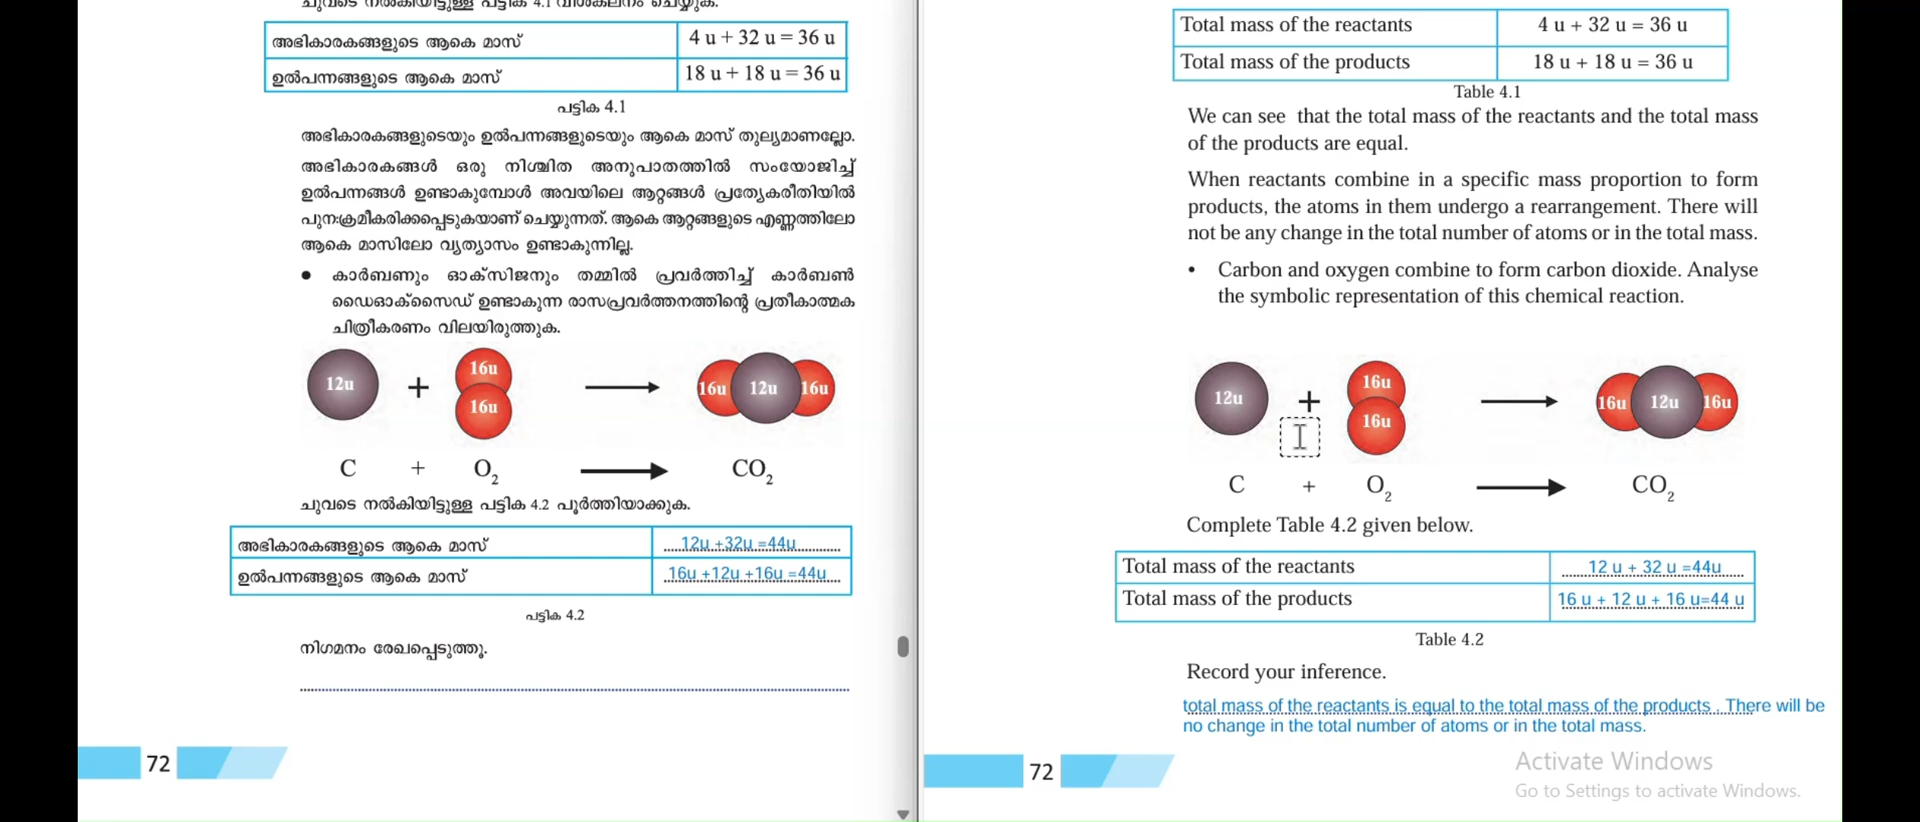 ചുവടെ നൽകിയിട്ടുള്ള പട്ടിക 4.1 വിശകലനം ചെയ്യുക.
അഭികാരകങ്ങളുടെ ആകെ മാസ് 4 u + 32 u = 36 u
ഉൽപന്നങ്ങളുടെ ആകെ മാസ് 18 u + 18 u = 36 u
പട്ടിക 4.1
അഭികാരകങ്ങളുടെയും ഉൽപന്നങ്ങളുടെയും ആകെ മാസ് തുല്യമാണല്ലോ.
അഭികാരകങ്ങൾ ഒരു നിശ്ചിത അനുപാതത്തിൽ സംയോജിച്ച്
ഉൽപന്നങ്ങൾ ഉണ്ടാകുമ്പോൾ അവയിലെ ആറ്റങ്ങൾ പ്രത്യേകരീതിയിൽ
പുനഃക്രമീകരിക്കപ്പെടുകയാണ് ചെയ്യുന്നത്. ആകെ ആറ്റങ്ങളുടെ എണ്ണത്തിലോ
ആകെ മാസിലോ വ്യത്യാസം ഉണ്ടാകുന്നില്ല.
• കാർബണും ഓക്സിജനും തമ്മിൽ പ്രവർത്തിച്ച് കാർബൺ
ഡൈഓക്സൈഡ് ഉണ്ടാകുന്ന രാസപ്രവർത്തനത്തിന്റെ പ്രതീകാത്മക
ചിത്രീകരണം വിലയിരുത്തുക.
12u + 16u 16u 16u 12u 16u
C + O₂ CO₂
ചുവടെ നൽകിയിട്ടുള്ള പട്ടിക 4.2 പൂർത്തിയാക്കുക.
അഭികാരകങ്ങളുടെ ആകെ മാസ് 12u +32u =44u
ഉൽപന്നങ്ങളുടെ ആകെ മാസ് 16u +12u +16u =44u
പട്ടിക 4.2
നിഗമനം രേഖപ്പെടുത്തൂ.
72
Total mass of the reactants 4 u + 32 u = 36 u
Total mass of the products 18 u + 18 u = 36 u
Table 4.1
We can see that the total mass of the reactants and the total mass
of the products are equal.
When reactants combine in a specific mass proportion to form
products, the atoms in them undergo a rearrangement. There will
not be any change in the total number of atoms or in the total mass.
• Carbon and oxygen combine to form carbon dioxide. Analyse
the symbolic representation of this chemical reaction.
12u + 16u 16u 16u 12u 16u
C + O₂ CO₂
Complete Table 4.2 given below.
Total mass of the reactants 12 u + 32 u =44u
Total mass of the products 16 u + 12 u + 16 u=44 u
Table 4.2
Record your inference.
total mass of the reactants is equal to the total mass of the products . There will be
no change in the total number of atoms or in the total mass.
72
Activate Windows
Go to Settings to activate Windows.